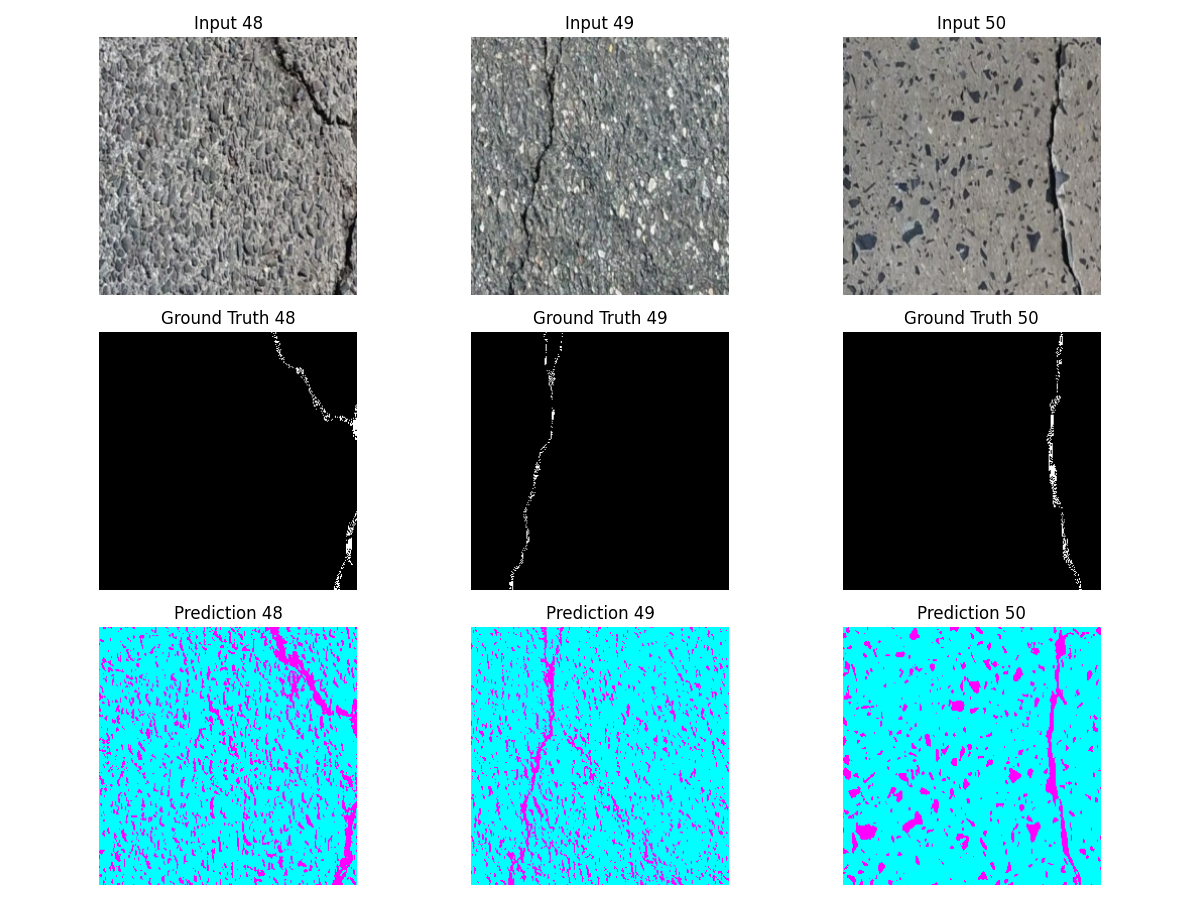 Input 48
Input 49
Input 50
Ground Truth 48
Ground Truth 49
Ground Truth 50
Prediction 48
Prediction 49
Prediction 50